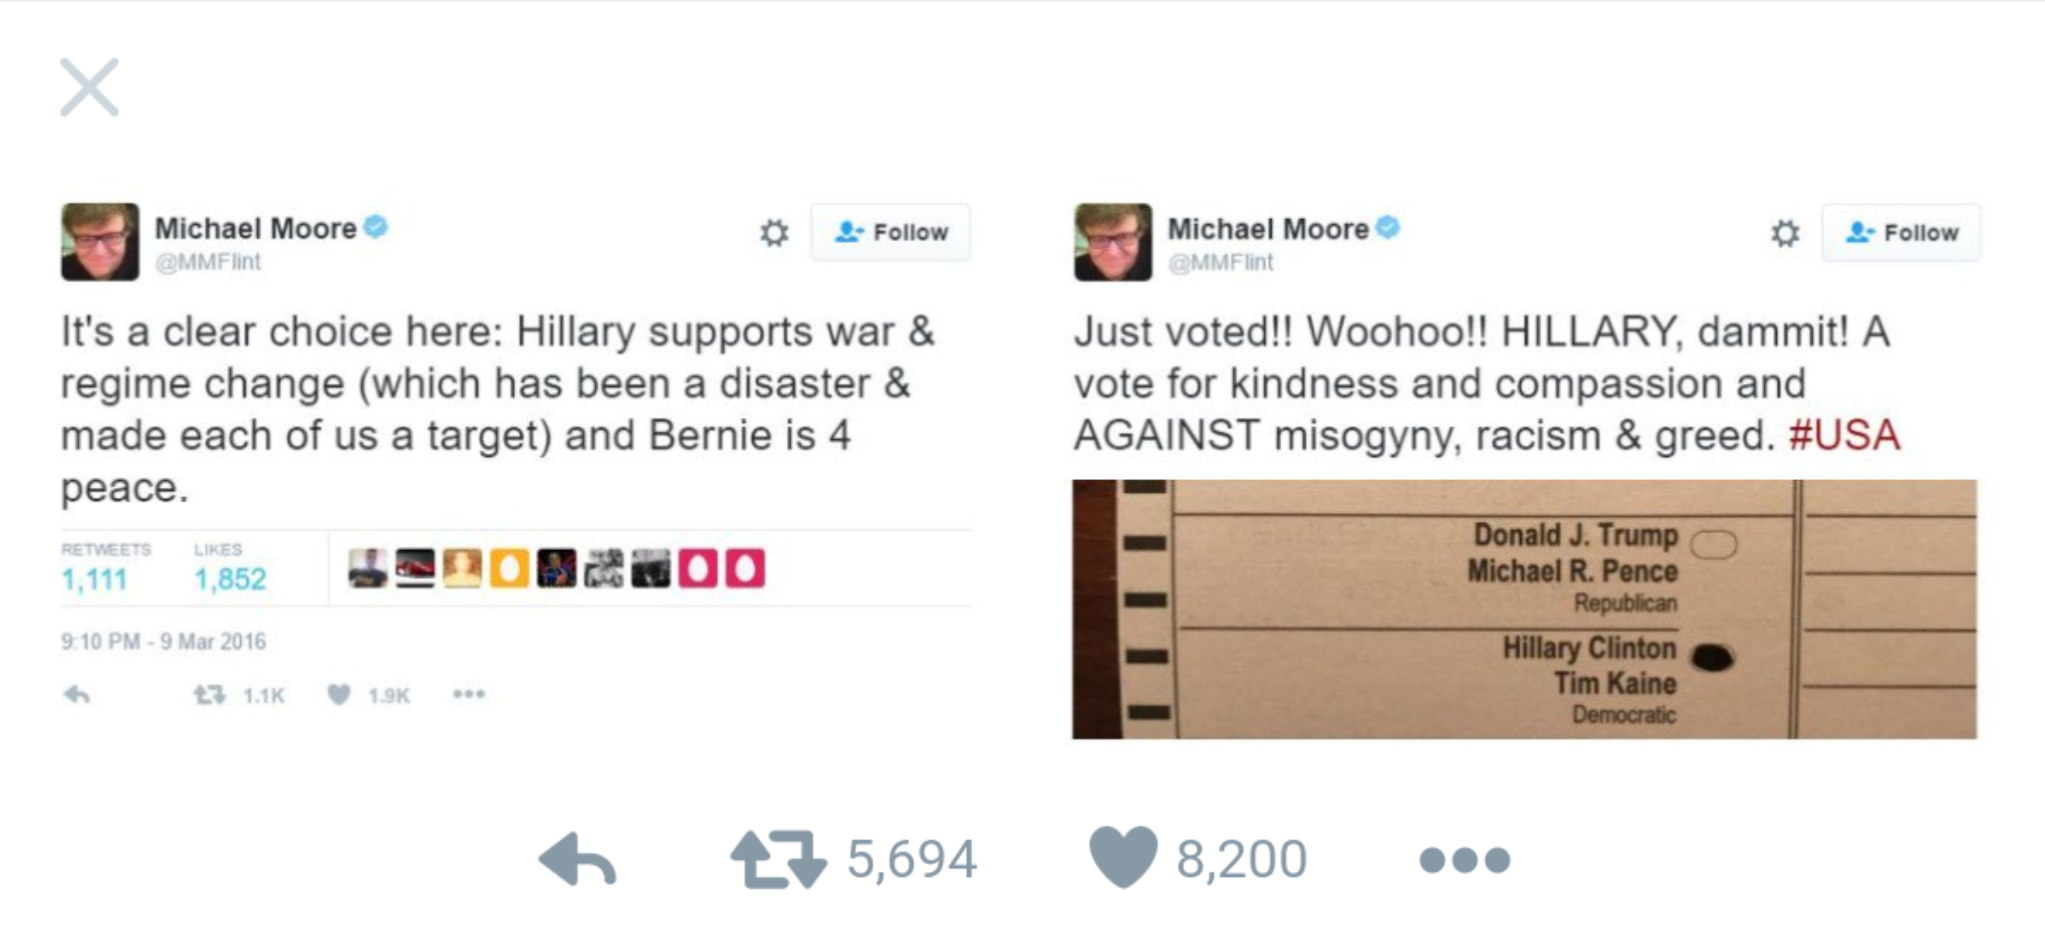 Michael Moore
@MMFlint
Follow
It's a clear choice here: Hillary supports war &
regime change (which has been a disaster &
made each of us a target) and Bernie is 4
peace.
RETWEETS LIKES
1,111 1,852
9:10 PM - 9 Mar 2016
1.1K 1.9K
Michael Moore
@MMFlint
Follow
Just voted!! Woohoo!! HILLARY, dammit! A
vote for kindness and compassion and
AGAINST misogyny, racism & greed. #USA
Donald J. Trump
Michael R. Pence
Republican
Hillary Clinton
Tim Kaine
Democratic
5,694 8,200